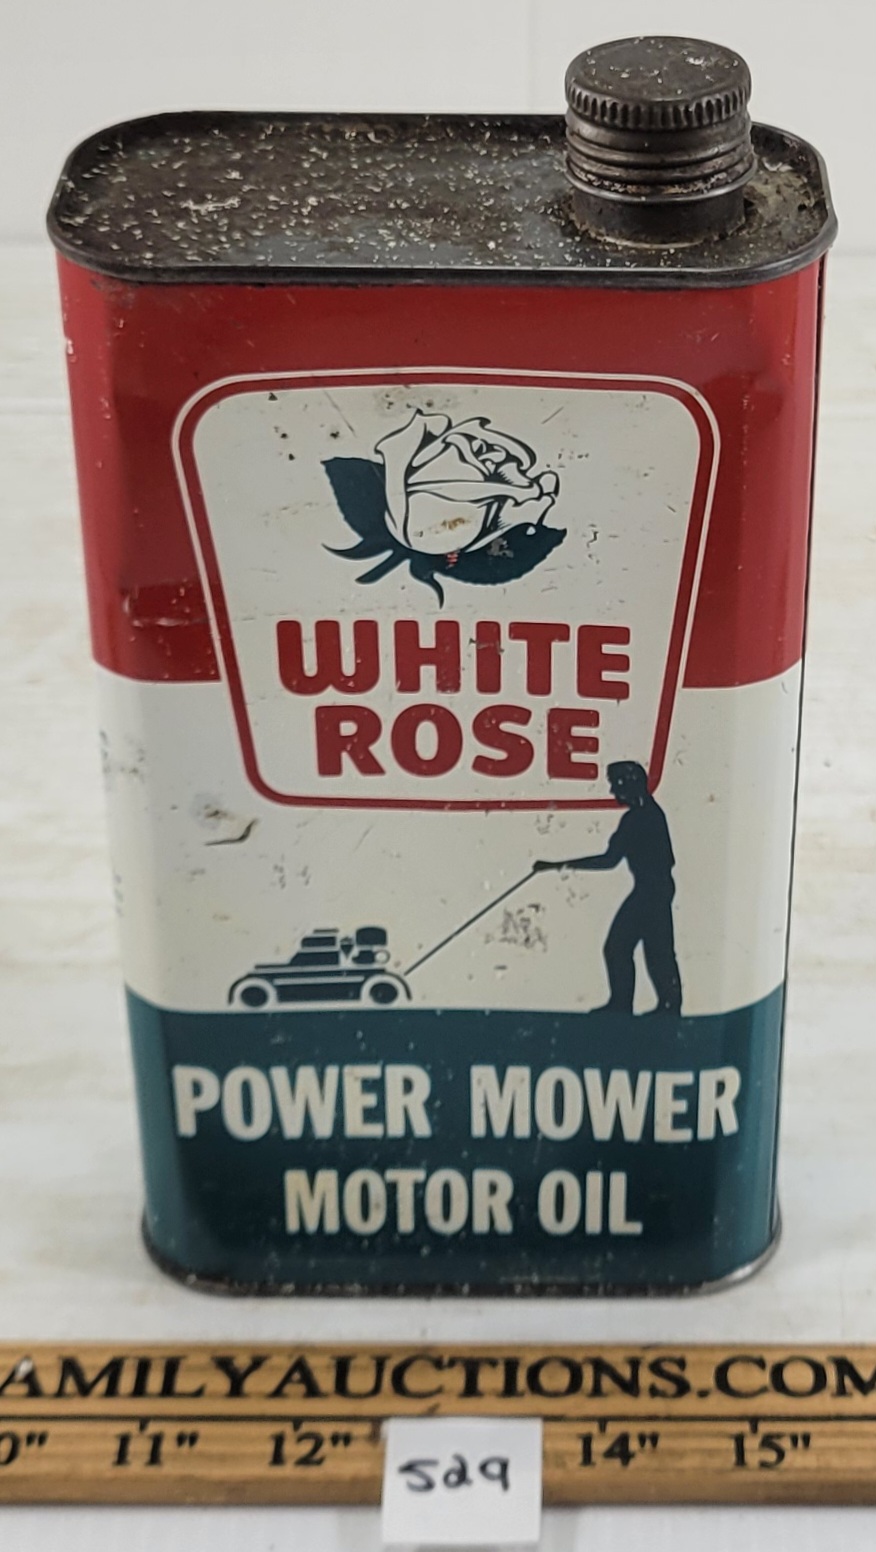 WHITE
ROSE
POWER MOWER
MOTOR OIL
AMILYAUCTIONS.COM
0" 11" 12" 14" 15"
529